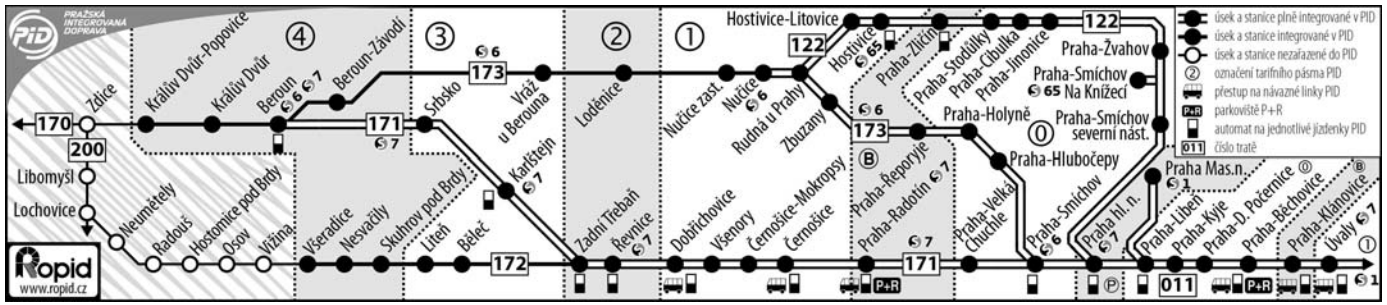 PID
PRAŽSKÁ
INTEGROVANÁ
DOPRAVA
④
③
②
①
Hostivice-Litovice
122
122
Hostivice
65
Praha-Zličín
Praha-Stodůlky
Praha-Cibulka
Praha-Jinonice
Praha-Žvahov
Praha-Smíchov
65 Na Knížecí
Praha-Smíchov
severní nást.
úsek a stanice plně integrované v PID
úsek a stanice integrované v PID
úsek a stanice nezařazené do PID
② označení tarifního pásma PID
přestup na návazné linky PID
P+R parkoviště P+R
automat na jednotlivé jízdenky PID
011 číslo tratě
Zdice
Králův Dvůr-Popovice
Králův Dvůr
Beroun
6 7
Beroun-Závodí
6
173
Vráž
u Berouna
Loděnice
Nučice zast.
Nučice
6
Rudná u Prahy
Zbuzany
6
173
Praha-Holyně
Praha-Hlubočepy
0
170
200
171
7
Srbsko
Karlštejn
7
Libomyšl
Lochovice
Neumětely
Radouš
Hostomice pod Brdy
Osov
Vižina
Všeradice
Nesvačily
Skuhrov pod Brdy
Liteň
Běleč
172
Zadní Třebaň
Řevnice
7
Dobřichovice
Všenory
Černošice-Mokropsy
Černošice
B
Praha-Řeporyje
Praha-Radotín 7
7
171
Praha-Velká
Chuchle
Praha-Smíchov
6
Praha hl. n.
7
Praha Mas.n.
1
Praha-Libeň
Praha-Kyje
Praha-D. Počernice
0
Praha-Běchovice
B
Praha-Klánovice
Úvaly 7
①
1
P+R
P
011
P+R
Ropid
www.ropid.cz